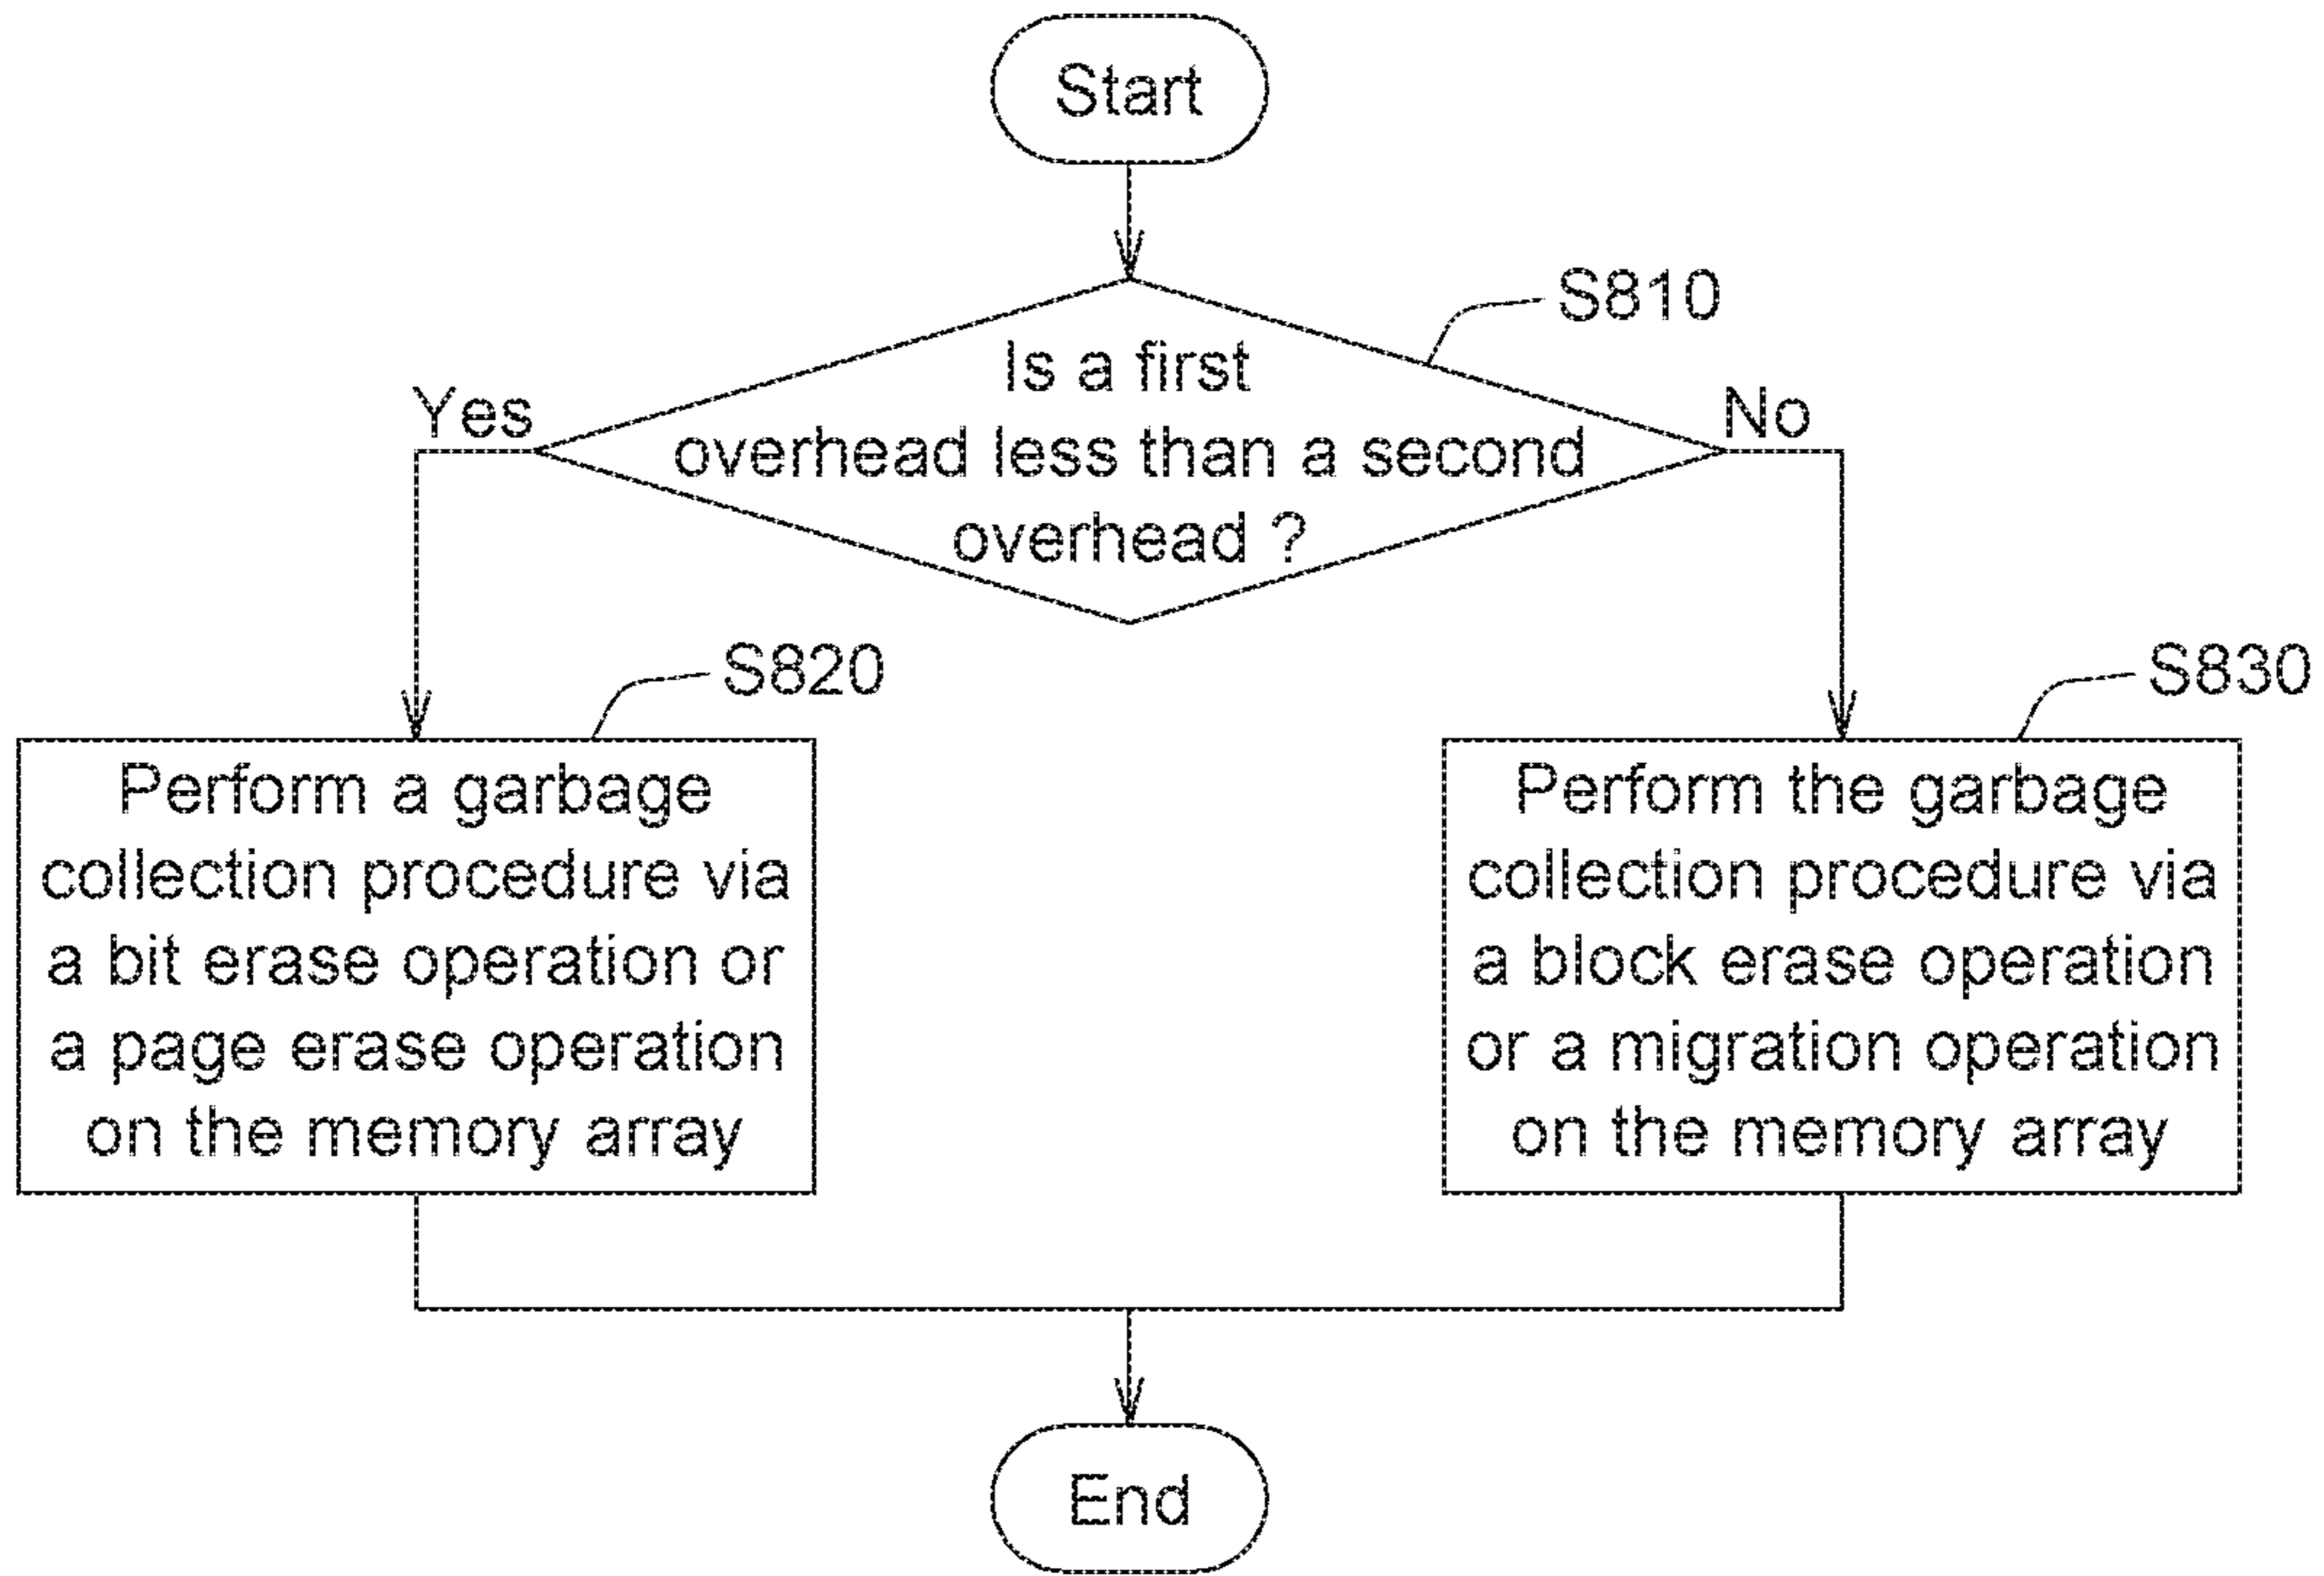 Start
S810
Is a first
overhead less than a second
overhead ?
Yes
No
S820
S830
Perform a garbage
collection procedure via
a bit erase operation or
a page erase operation
on the memory array
Perform the garbage
collection procedure via
a block erase operation
or a migration operation
on the memory array
End